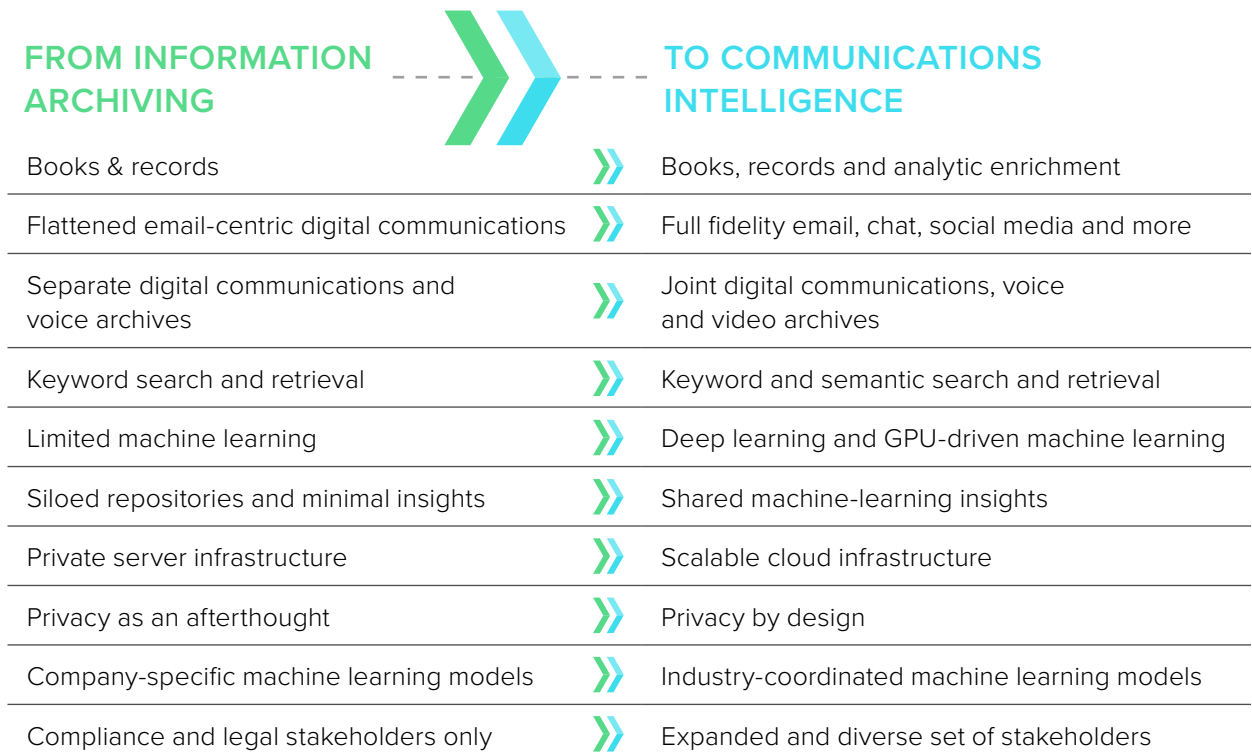 FROM INFORMATION
ARCHIVING
TO COMMUNICATIONS
INTELLIGENCE
Books & records
Books, records and analytic enrichment
Flattened email-centric digital communications
Full fidelity email, chat, social media and more
Separate digital communications and
voice archives
Joint digital communications, voice
and video archives
Keyword search and retrieval
Keyword and semantic search and retrieval
Limited machine learning
Deep learning and GPU-driven machine learning
Siloed repositories and minimal insights
Shared machine-learning insights
Private server infrastructure
Scalable cloud infrastructure
Privacy as an afterthought
Privacy by design
Company-specific machine learning models
Industry-coordinated machine learning models
Compliance and legal stakeholders only
Expanded and diverse set of stakeholders